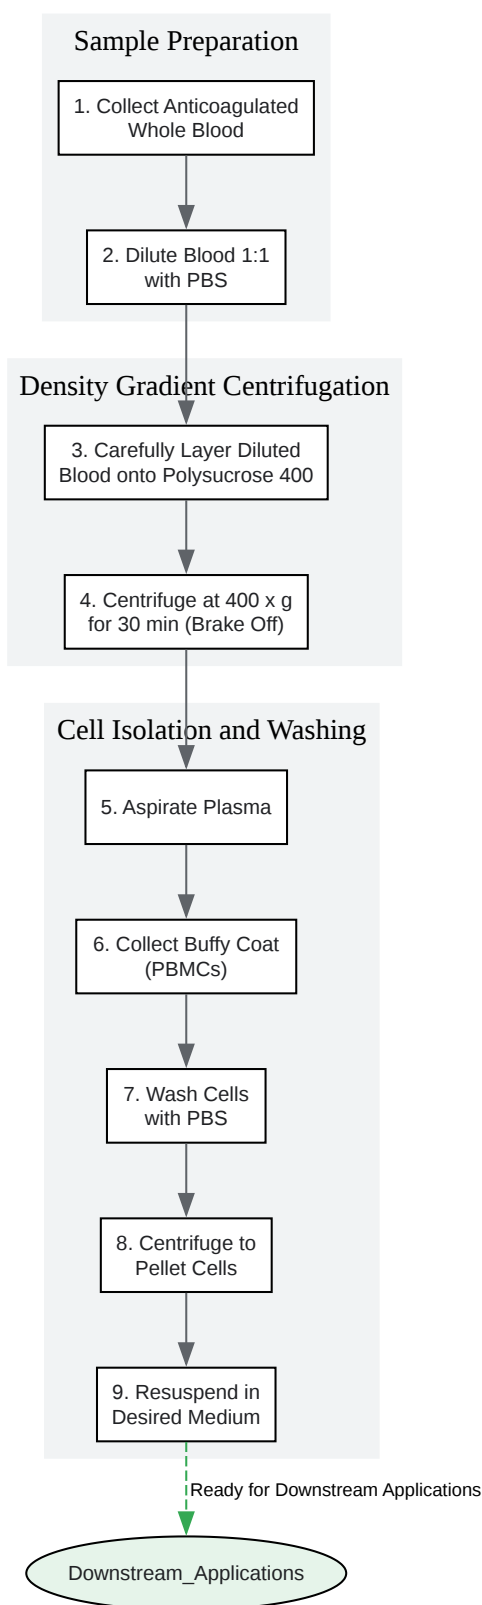 Sample Preparation
1. Collect Anticoagulated
Whole Blood
2. Dilute Blood 1:1
with PBS
Density Gradient Centrifugation
3. Carefully Layer Diluted
Blood onto Polysucrose 400
4. Centrifuge at 400 x g
for 30 min (Brake Off)
Cell Isolation and Washing
5. Aspirate Plasma
6. Collect Buffy Coat
(PBMCs)
7. Wash Cells
with PBS
8. Centrifuge to
Pellet Cells
9. Resuspend in
Desired Medium
Ready for Downstream Applications
Downstream_Applications